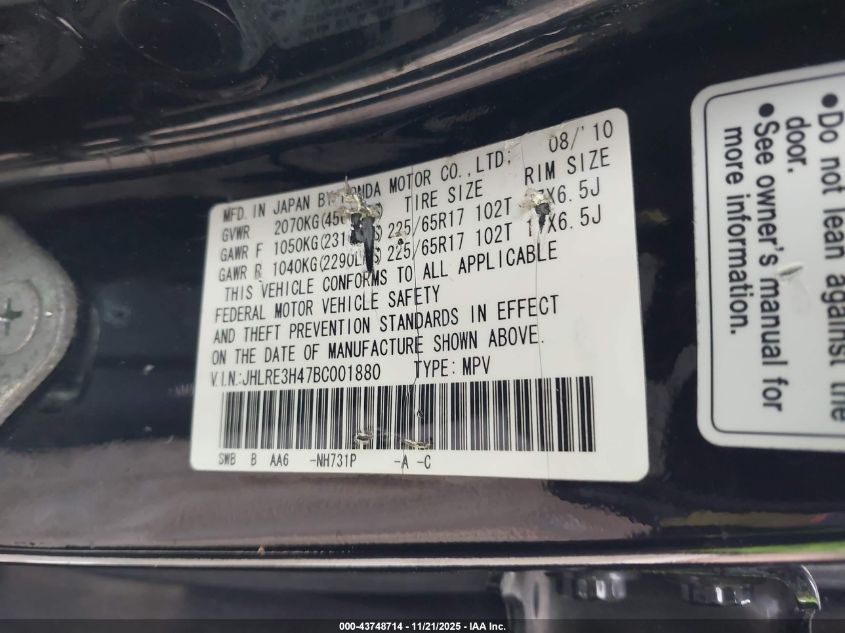 MFD. IN JAPAN BY HONDA MOTOR CO.,LTD. 08/'10
GVWR 2070KG TIRE SIZE RIM SIZE
GAWR F 1050KG 225/65R17 102T X6.5J
GAWR R 1040KG(2290L 225/65R17 102T X6.5J
THIS VEHICLE CONFORMS TO ALL APPLICABLE
FEDERAL MOTOR VEHICLE SAFETY
AND THEFT PREVENTION STANDARDS IN EFFECT
ON THE DATE OF MANUFACTURE SHOWN ABOVE.
V.I.N.:JHLRE3H47BC001880 TYPE: MPV
SWB B AA6 -NH731P -A -C
●Do not lean against the
door.
●See owner's manual for
more information.
000-43748714 - 11/21/2025 - IAA Inc.